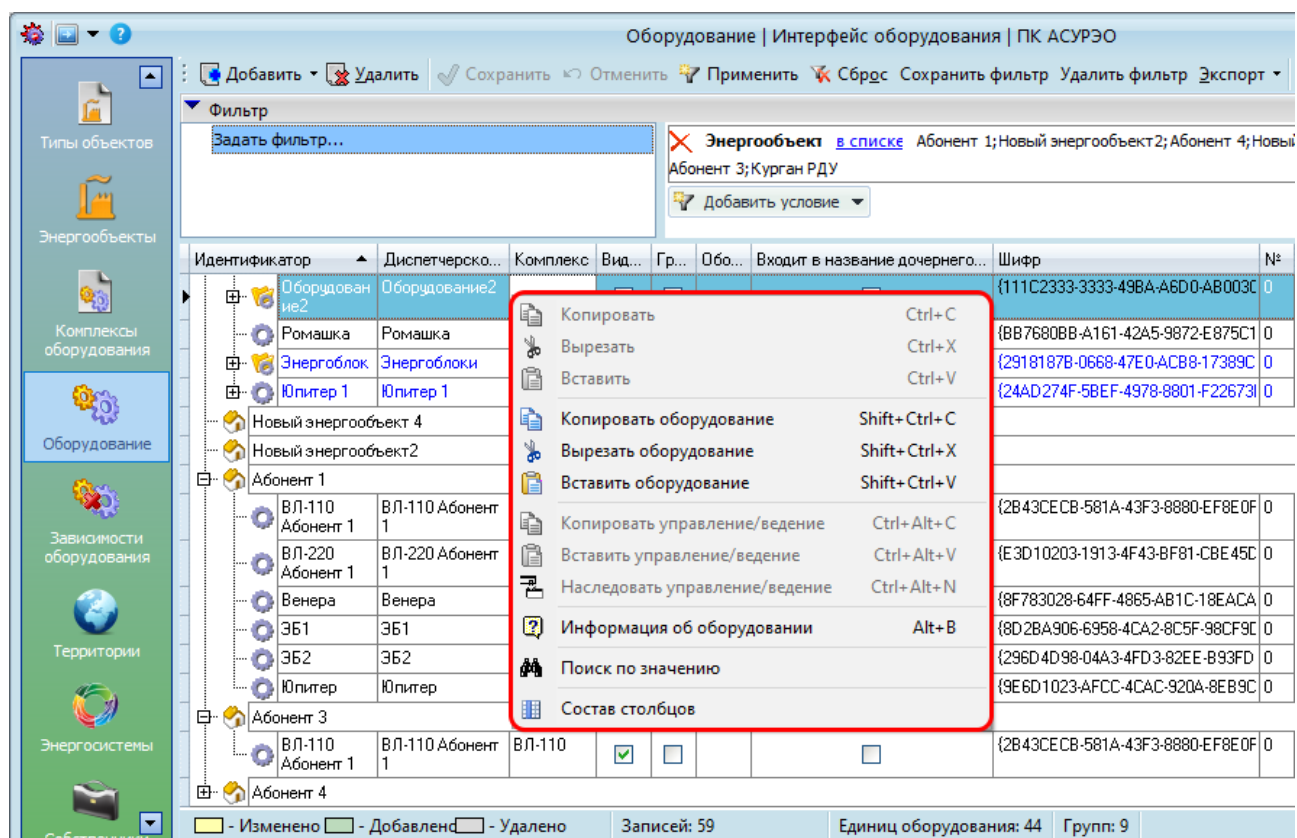 Оборудование | Интерфейс оборудования | ПК АСУРЭО
Добавить Удалить Сохранить Отменить Применить Сброс Сохранить фильтр Удалить фильтр Экспорт
Фильтр
Задать фильтр...
Энергообъект в списке Абонент 1;Новый энергообъект2;Абонент 4;Новый
Абонент 3;Курган РДУ
Добавить условие
Типы объектов
Энергообъекты
Комплексы
оборудования
Оборудование
Зависимости
оборудования
Территории
Энергосистемы
Идентификатор Диспетчерско... Комплекс Вид... Гр... Обо... Входит в название дочернего... Шифр №
Оборудован
ие2
Оборудование2 {111C2333-3333-49BA-A6D0-AB003C 0
Ромашка Ромашка {BB7680BB-A161-42A5-9872-E875C1 0
Энергоблок Энергоблоки {2918187B-0668-47E0-ACB8-17389C 0
Юпитер 1 Юпитер 1 {24AD274F-5BEF-4978-8801-F22673 0
Новый энергообъект 4
Новый энергообъект2
Абонент 1
ВЛ-110 ВЛ-110 Абонент {2B43CECB-581A-43F3-8880-EF8E0F 0
Абонент 1 1
ВЛ-220 ВЛ-220 Абонент {E3D10203-1913-4F43-BF81-CBE45D 0
Абонент 1 1
Венера Венера {8F783028-64FF-4865-AB1C-18EACA 0
ЭБ1 ЭБ1 {8D2BA906-6958-4CA2-8C5F-98CF9D 0
ЭБ2 ЭБ2 {296D4D98-04A3-4FD3-82EE-B93FD 0
Юпитер Юпитер {9E6D1023-AFCC-4CAC-920A-8EB9C 0
Абонент 3
ВЛ-110 ВЛ-110 Абонент ВЛ-110 {2B43CECB-581A-43F3-8880-EF8E0F 0
Абонент 1 1
Абонент 4
Копировать Ctrl+C
Вырезать Ctrl+X
Вставить Ctrl+V
Копировать оборудование Shift+Ctrl+C
Вырезать оборудование Shift+Ctrl+X
Вставить оборудование Shift+Ctrl+V
Копировать управление/ведение Ctrl+Alt+C
Вставить управление/ведение Ctrl+Alt+V
Наследовать управление/ведение Ctrl+Alt+N
Информация об оборудовании Alt+B
Поиск по значению
Состав столбцов
- Изменено - Добавлено - Удалено Записей: 59 Единиц оборудования: 44 Групп: 9